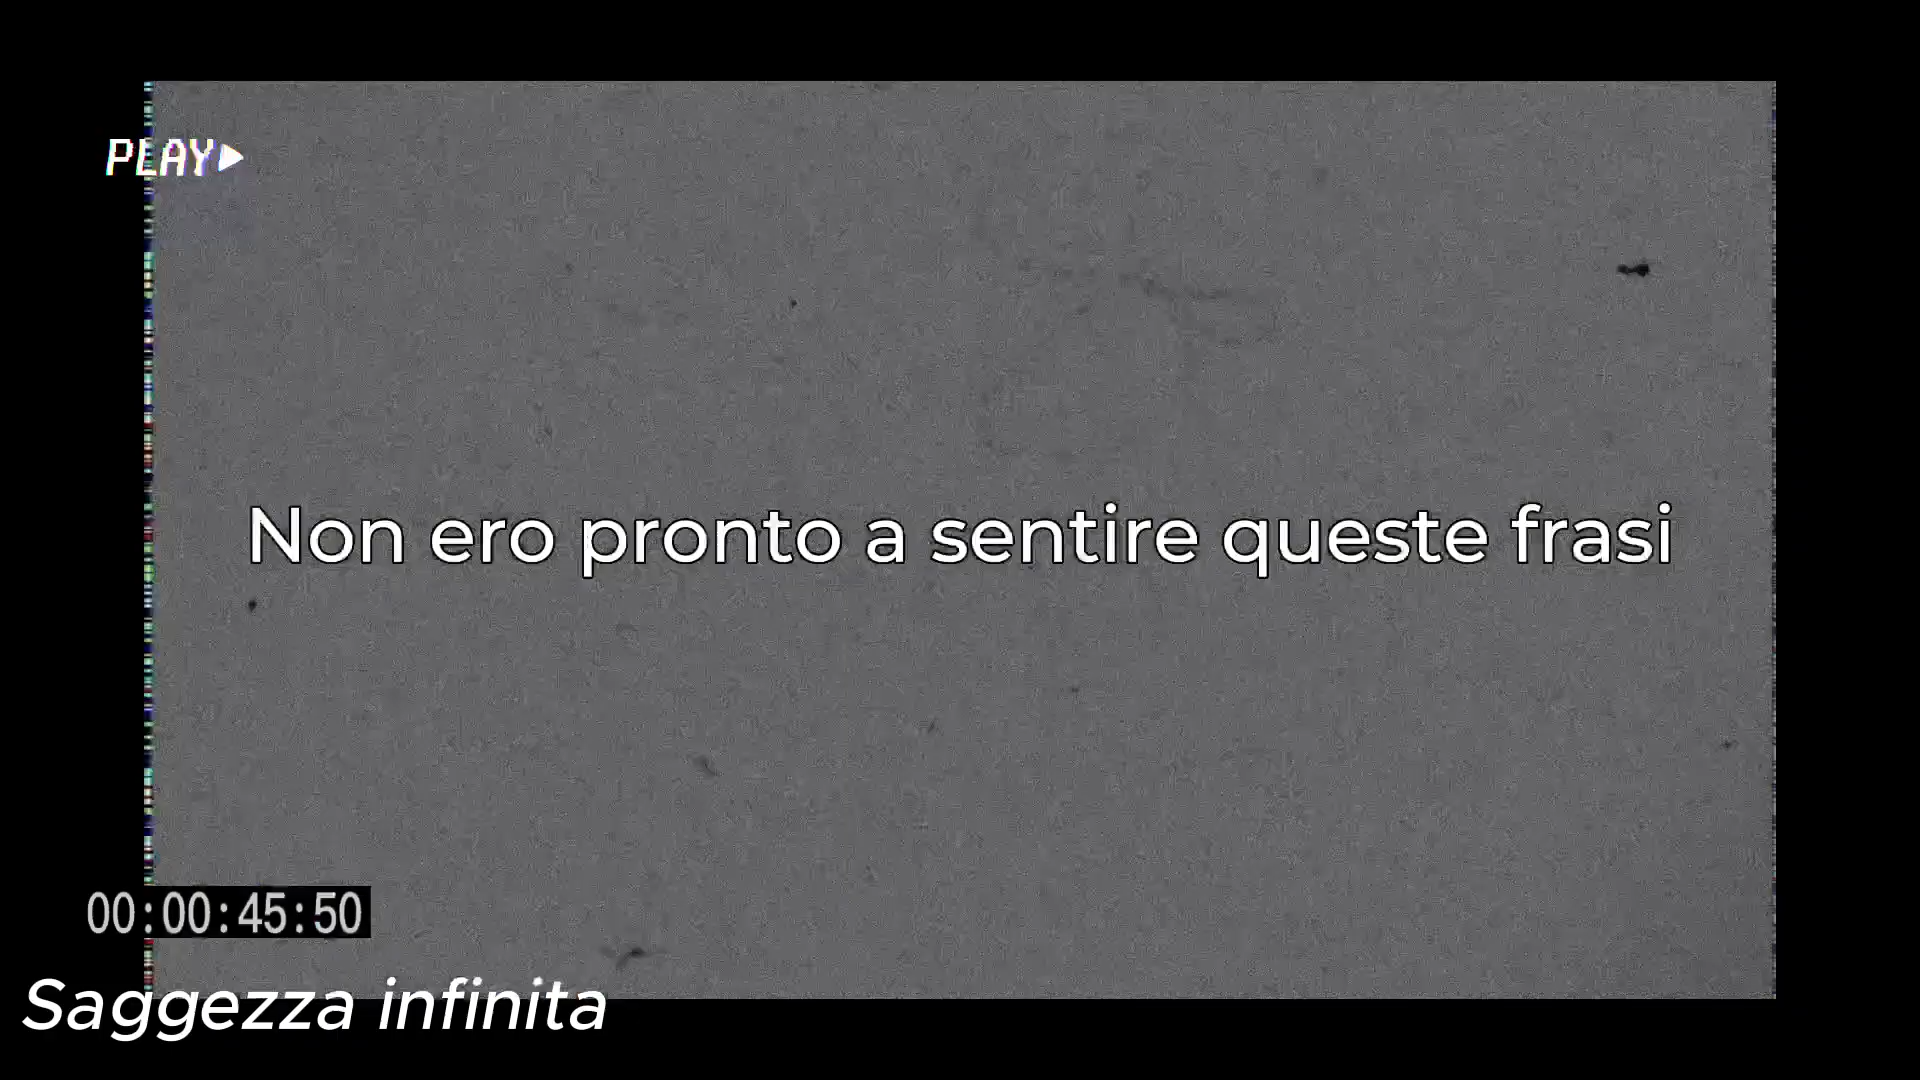 PLAY
Non ero pronto a sentire queste frasi
00:00:45:50
Saggezza infinita